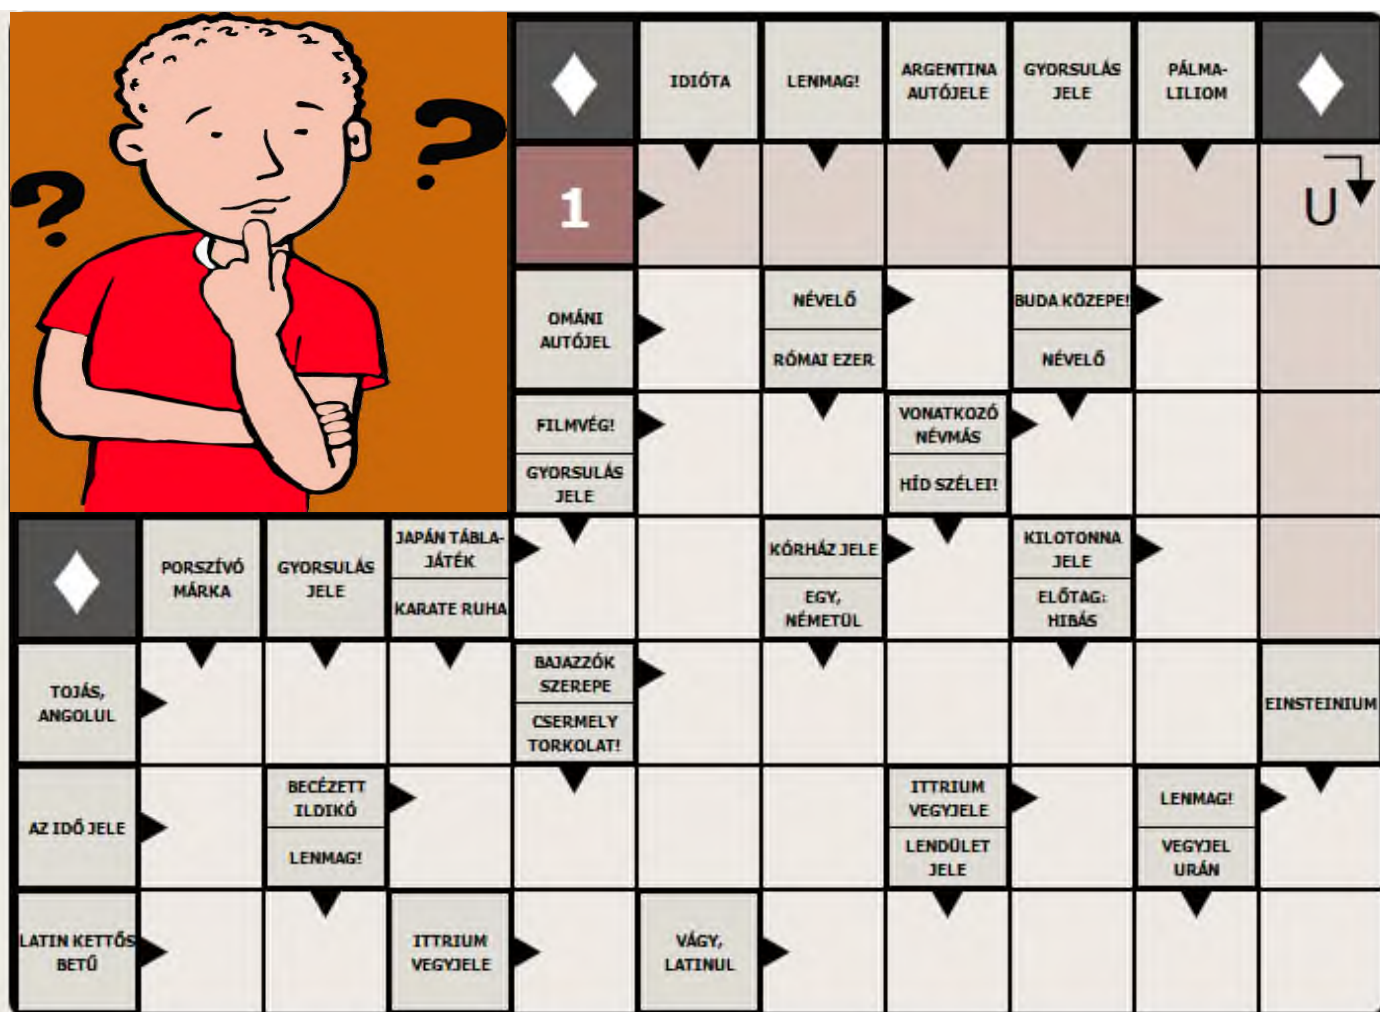 IDIÓTA
LENMAG!
ARGENTINA
AUTÓJELE
GYORSULÁS
JELE
PÁLMA-
LILIOM
? ?
1
U
OMÁNI
AUTÓJEL
NÉVELŐ
RÓMAI EZER
BUDA KÖZEPE!
NÉVELŐ
FILMVÉG!
GYORSULÁS
JELE
VONATKOZÓ
NÉVMÁS
HÍD SZÉLEI!
PORSZÍVÓ
MÁRKA
GYORSULÁS
JELE
JAPÁN TÁBLA-
JÁTÉK
KARATE RUHA
KÓRHÁZ JELE
EGY,
NÉMETÜL
KILOTONNA
JELE
ELŐTAG:
HIBÁS
TOJÁS,
ANGOLUL
BAJAZZÓK
SZEREPE
CSERMELY
TORKOLAT!
EINSTEINIUM
AZ IDŐ JELE
BECÉZETT
ILDIKÓ
LENMAG!
ITTRIUM
VEGYJELE
LENDÜLET
JELE
LENMAG!
VEGYJEL
URÁN
LATIN KETTŐS
BETŰ
ITTRIUM
VEGYJELE
VÁGY,
LATINUL